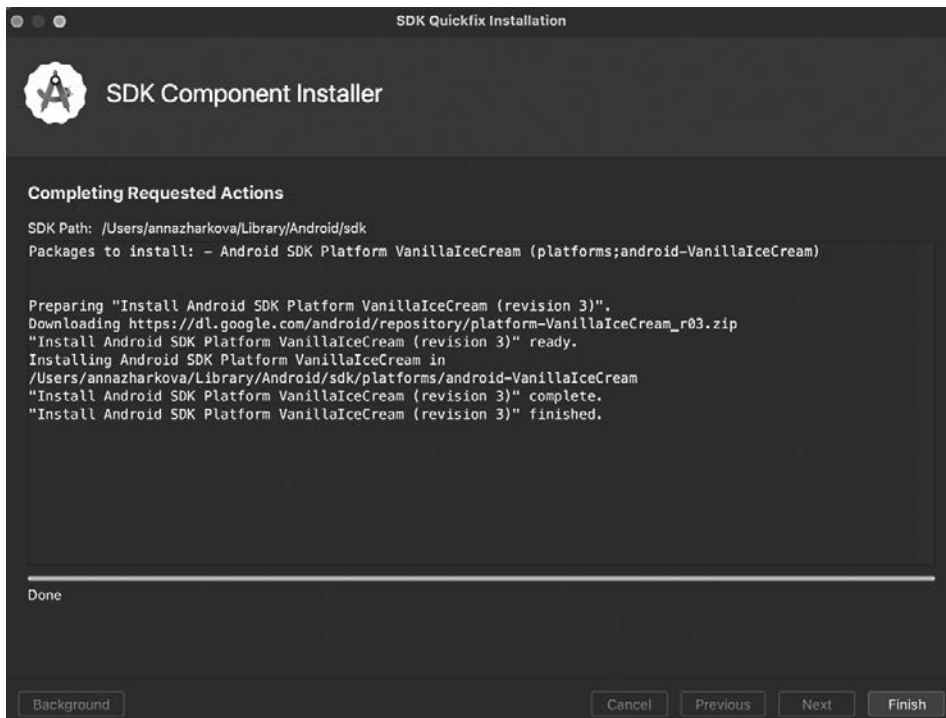 SDK Quickfix Installation
SDK Component Installer
Completing Requested Actions
SDK Path: /Users/annazharkova/Library/Android/sdk
Packages to install: - Android SDK Platform VanillaIceCream (platforms;android-VanillaIceCream)
Preparing "Install Android SDK Platform VanillaIceCream (revision 3)".
Downloading https://dl.google.com/android/repository/platform-VanillaIceCream_r03.zip
"Install Android SDK Platform VanillaIceCream (revision 3)" ready.
Installing Android SDK Platform VanillaIceCream in
/Users/annazharkova/Library/Android/sdk/platforms/android-VanillaIceCream
"Install Android SDK Platform VanillaIceCream (revision 3)" complete.
"Install Android SDK Platform VanillaIceCream (revision 3)" finished.
Done
Background Cancel Previous Next Finish